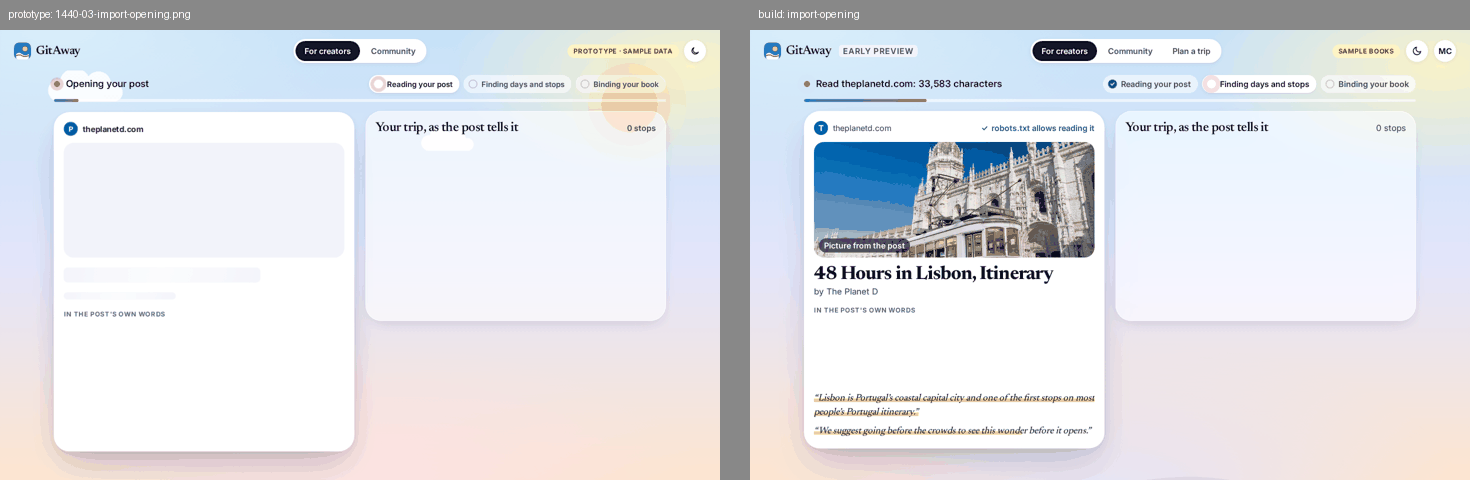 prototype: 1440-03-import-opening.png
GitAway
For creators
Community
PROTOTYPE · SAMPLE DATA
Opening your post
Reading your post
Finding days and stops
Binding your book
P
theplanetd.com
IN THE POST'S OWN WORDS
Your trip, as the post tells it
0 stops
build: import-opening
GitAway
EARLY PREVIEW
For creators
Community
Plan a trip
SAMPLE BOOKS
MC
Read theplanetd.com: 33,583 characters
Reading your post
Finding days and stops
Binding your book
T
theplanetd.com
✓ robots.txt allows reading it
Picture from the post
48 Hours in Lisbon, Itinerary
by The Planet D
IN THE POST'S OWN WORDS
“Lisbon is Portugal's coastal capital city and one of the first stops on most
people's Portugal itinerary.”
“We suggest going before the crowds to see this wonder before it opens.”
Your trip, as the post tells it
0 stops